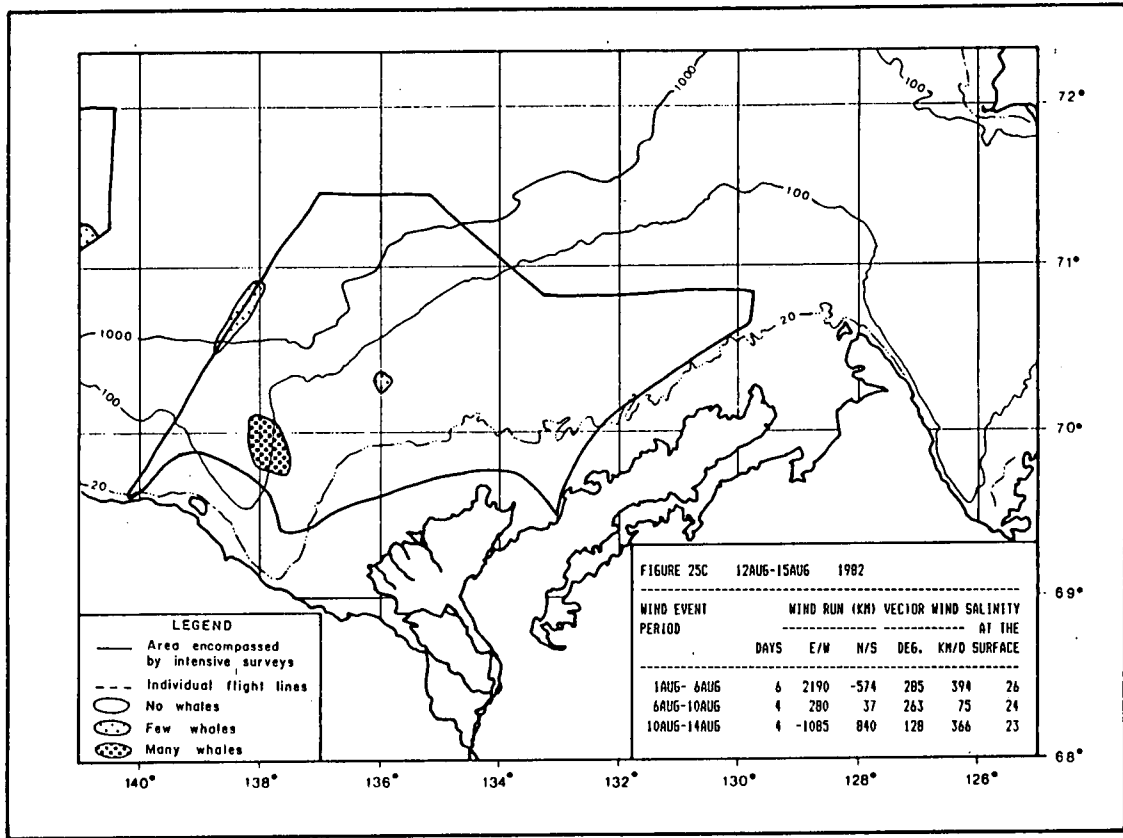 1000
100
100
72°
100
71°
1000
20
100
70°
20
FIGURE 25C 12AUG-15AUG 1982
WIND EVENT WIND RUN (KM) VECTOR WIND SALINITY
PERIOD AT THE
DAYS E/W N/S DEG. KM/D SURFACE
1AUG- 6AUG 6 2190 -574 285 394 26
6AUG-10AUG 4 280 37 263 75 24
10AUG-14AUG 4 -1085 840 128 366 23
69°
LEGEND
Area encompassed
by intensive surveys
Individual flight lines
No whales
Few whales
Many whales
68°
140° 138° 136° 134° 132° 130° 128° 126°